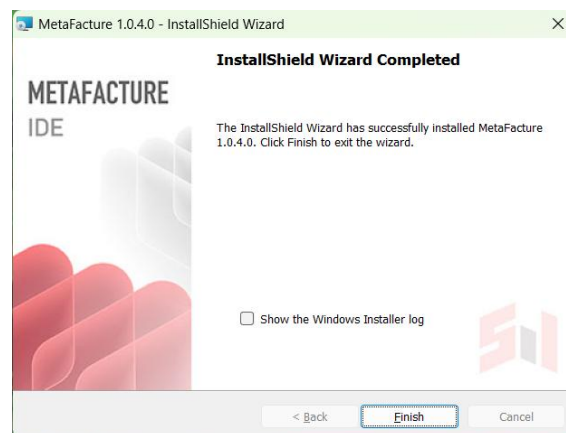 MetaFacture 1.0.4.0 - InstallShield Wizard
InstallShield Wizard Completed
METAFACTURE
IDE
The InstallShield Wizard has successfully installed MetaFacture
1.0.4.0. Click Finish to exit the wizard.
Show the Windows Installer log
< Back
Finish
Cancel